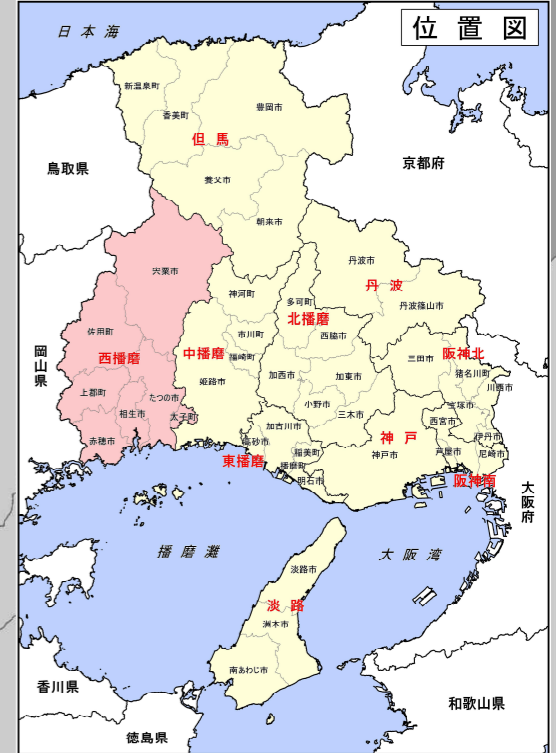 位置図
日本海
新温泉町
香美町
豊岡市
但馬
鳥取県
京都府
養父市
朝来市
宍粟市
丹波市
丹波
神河町
多可町
丹波篠山市
北播磨
佐用町
市川町
西脇市
岡山県
西播磨
中播磨
福崎町
三田市
阪神北
猪名川町
川西市
姫路市
加西市
加東市
上郡町
たつの市
小野市
宝塚市
相生市
太子町
三木市
西宮市
赤穂市
加古川市
神戸
伊丹市
高砂市
稲美町
神戸市
芦屋市
尼崎市
東播磨
播磨町
明石市
阪神南
大阪府
播磨灘
大阪湾
淡路市
淡路
洲本市
南あわじ市
香川県
和歌山県
徳島県